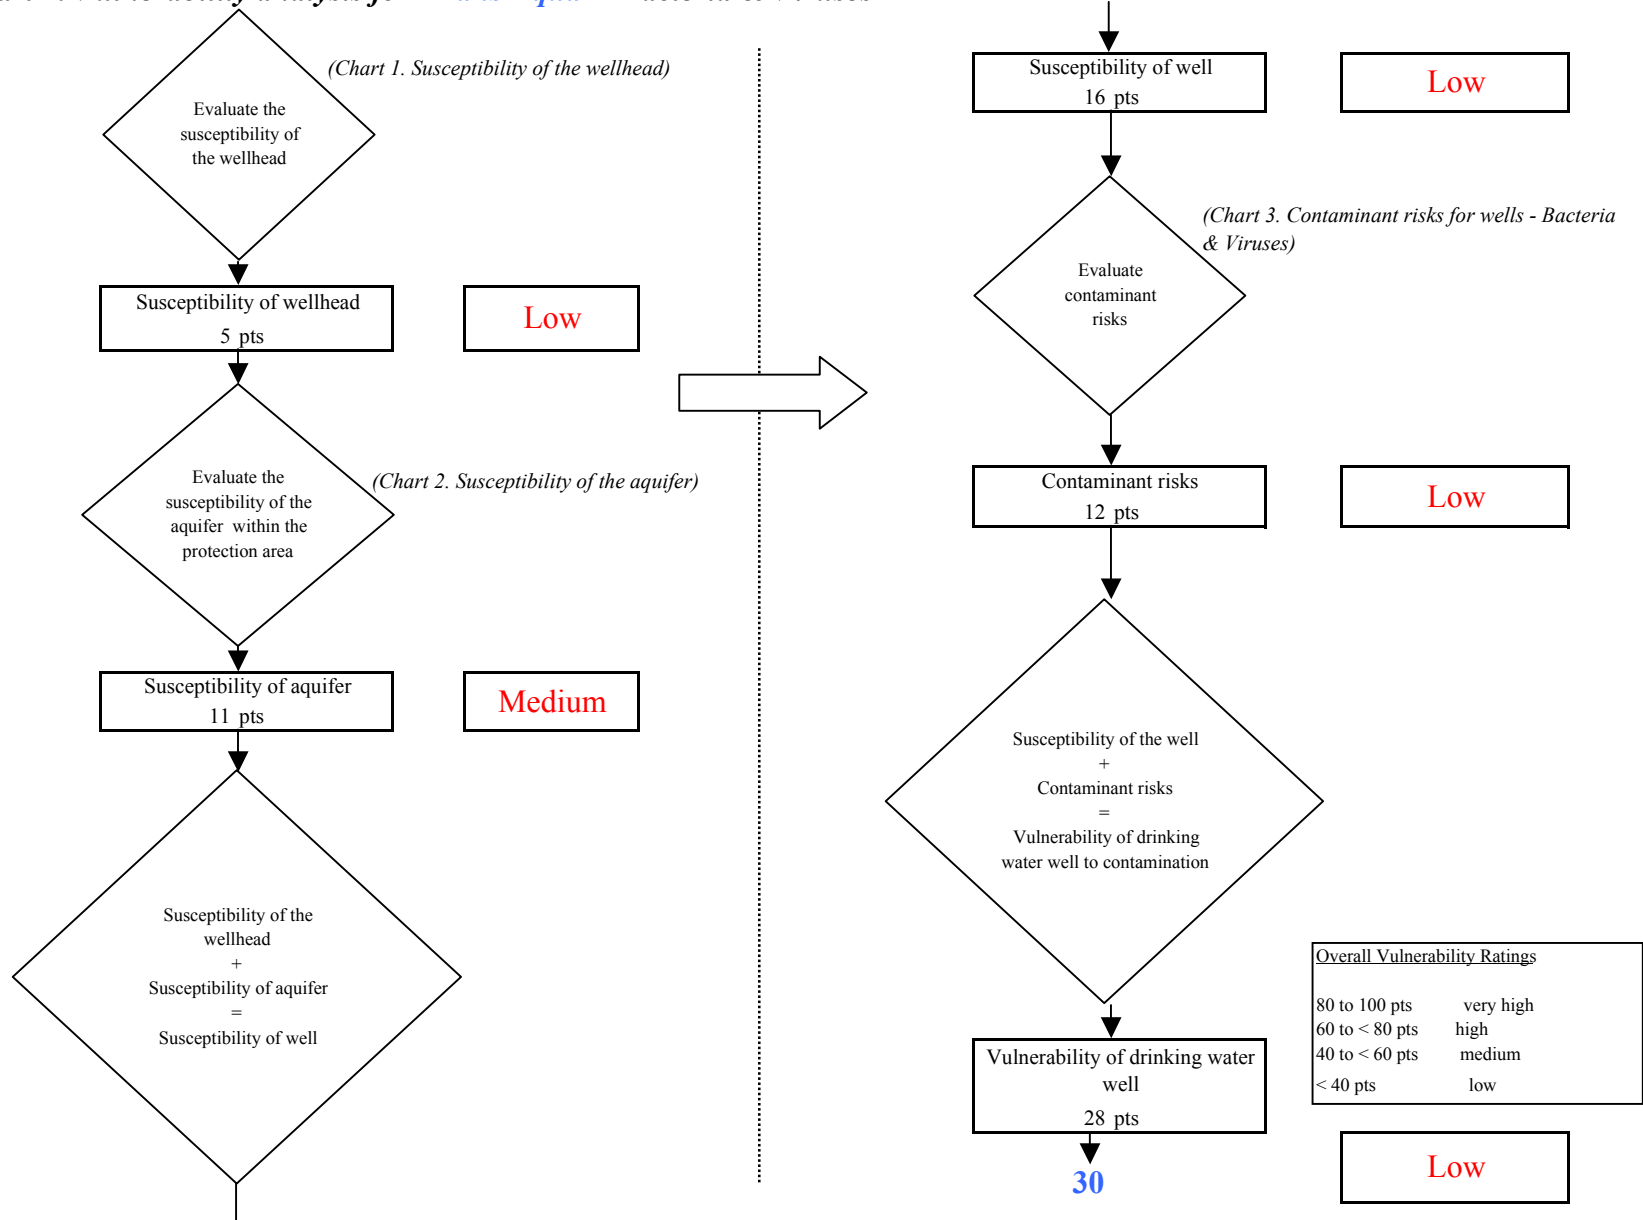 (Chart 1. Susceptibility of the wellhead)
Evaluate the
susceptibility of
the wellhead
Susceptibility of wellhead
5 pts
Low
Evaluate the
susceptibility of the
aquifer within the
protection area
(Chart 2. Susceptibility of the aquifer)
Susceptibility of aquifer
11 pts
Medium
Susceptibility of the
wellhead
+
Susceptibility of aquifer
=
Susceptibility of well
Susceptibility of well
16 pts
Low
(Chart 3. Contaminant risks for wells - Bacteria
& Viruses)
Evaluate
contaminant
risks
Contaminant risks
12 pts
Low
Susceptibility of the well
+
Contaminant risks
=
Vulnerability of drinking
water well to contamination
Overall Vulnerability Ratings
80 to 100 pts very high
60 to < 80 pts high
40 to < 60 pts medium
< 40 pts low
Vulnerability of drinking water
well
28 pts
30
Low